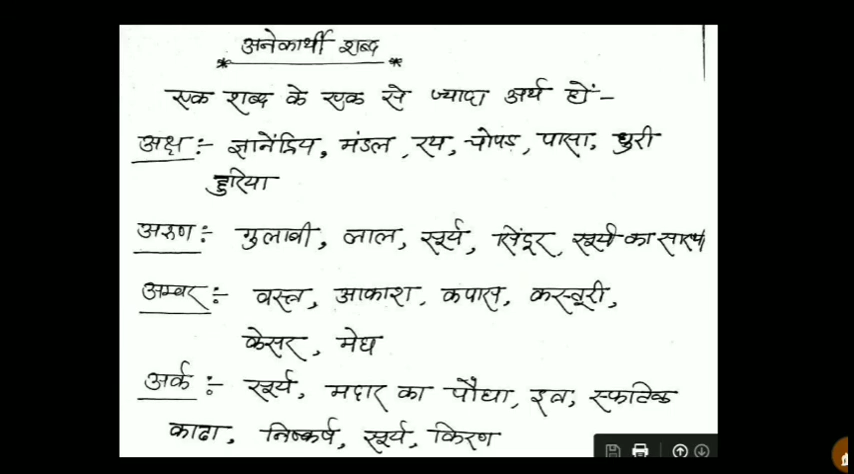 अनेकार्थी शब्द
एक शब्द के एक से ज्यादा अर्थ हों -
अक्ष :- ज्ञानेंद्रिय, मंडल, रथ, चोपड, पासा, धुरी
अरुण :- गुलाबी, लाल, सूर्य, सिंदूर, सूर्य का सारथी
अम्बर :- वस्त्र, आकाश, कपास, कस्तूरी,
केसर, मेघ
अर्क :- सूर्य, मदार का पौधा, स्फटिक
काढा, निष्कर्ष, सूर्य, किरण